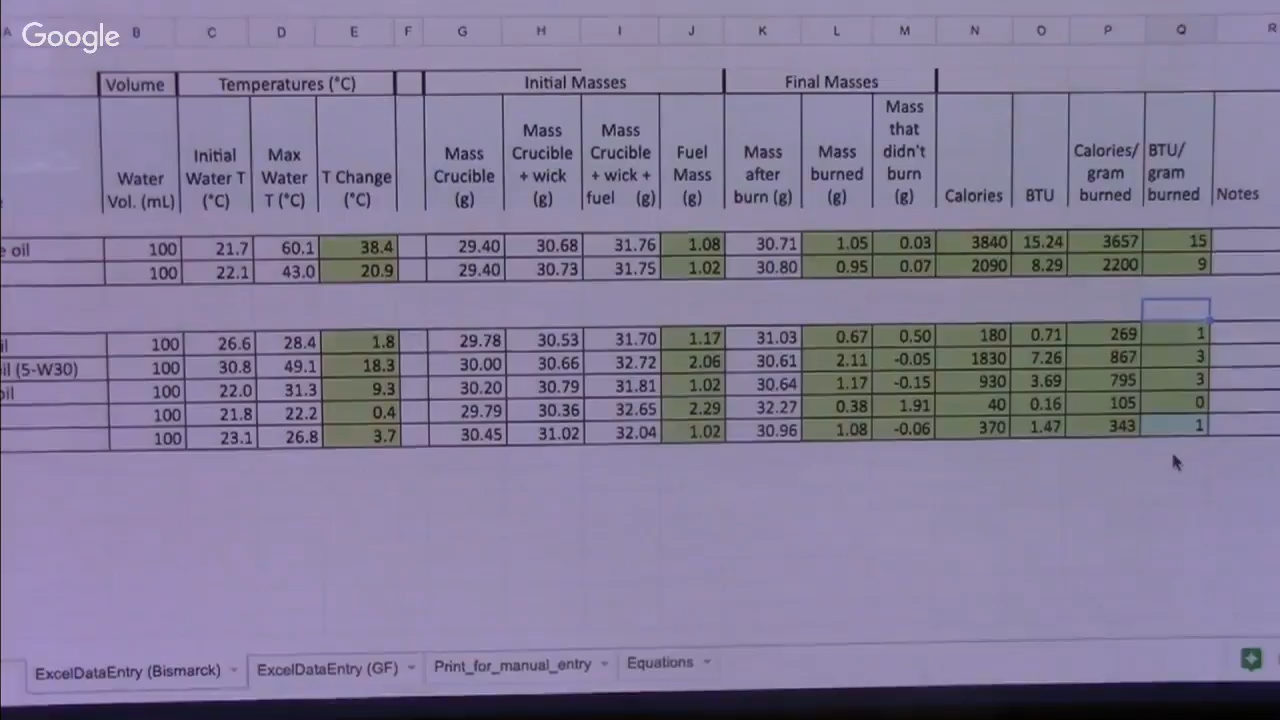 Google
A B C D E F G H I J K L M N O P Q R
Volume Temperatures (°C) Initial Masses Final Masses
Water Vol. (mL) Initial Water T (°C) Max Water T (°C) T Change (°C) Mass Crucible (g) Mass Crucible + wick (g) Mass Crucible + wick + fuel (g) Fuel Mass (g) Mass after burn (g) Mass burned (g) Mass that didn't burn (g) Calories BTU Calories/ gram burned BTU/ gram burned Notes
e oil 100 21.7 60.1 38.4 29.40 30.68 31.76 1.08 30.71 1.05 0.03 3840 15.24 3657 15
100 22.1 43.0 20.9 29.40 30.73 31.75 1.02 30.80 0.95 0.07 2090 8.29 2200 9
il 100 26.6 28.4 1.8 29.78 30.53 31.70 1.17 31.03 0.67 0.50 180 0.71 269 1
il (5-W30) 100 30.8 49.1 18.3 30.00 30.66 32.72 2.06 30.61 2.11 -0.05 1830 7.26 867 3
oil 100 22.0 31.3 9.3 30.20 30.79 31.81 1.02 30.64 1.17 -0.15 930 3.69 795 3
100 21.8 22.2 0.4 29.79 30.36 32.65 2.29 32.27 0.38 1.91 40 0.16 105 0
100 23.1 26.8 3.7 30.45 31.02 32.04 1.02 30.96 1.08 -0.06 370 1.47 343 1
ExcelDataEntry (Bismarck) ExcelDataEntry (GF) Print_for_manual_entry Equations